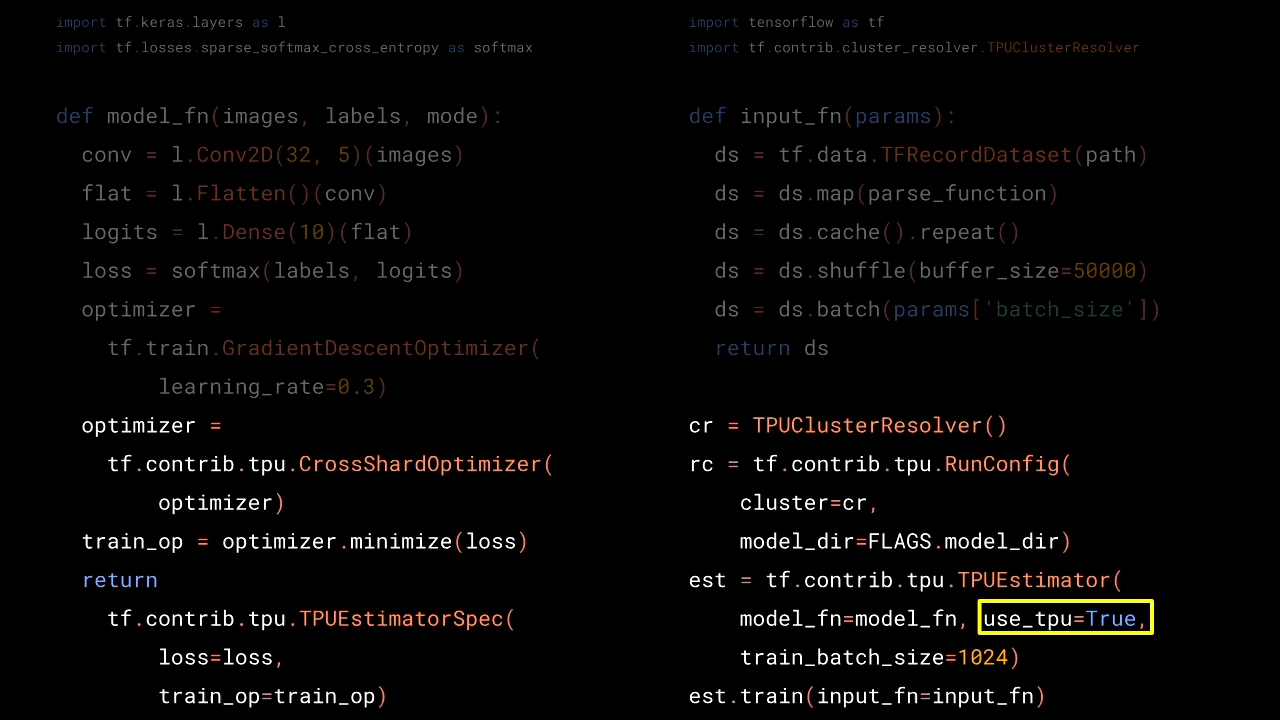 import tf.keras.layers as l
import tf.losses.sparse_softmax_cross_entropy as softmax
def model_fn(images, labels, mode):
conv = l.Conv2D(32, 5)(images)
flat = l.Flatten()(conv)
logits = l.Dense(10)(flat)
loss = softmax(labels, logits)
optimizer =
tf.train.GradientDescentOptimizer(
learning_rate=0.3)
optimizer =
tf.contrib.tpu.CrossShardOptimizer(
optimizer)
train_op = optimizer.minimize(loss)
return
tf.contrib.tpu.TPUEstimatorSpec(
loss=loss,
train_op=train_op)
import tensorflow as tf
import tf.contrib.cluster_resolver.TPUClusterResolver
def input_fn(params):
ds = tf.data.TFRecordDataset(path)
ds = ds.map(parse_function)
ds = ds.cache().repeat()
ds = ds.shuffle(buffer_size=50000)
ds = ds.batch(params['batch_size'])
return ds
cr = TPUClusterResolver()
rc = tf.contrib.tpu.RunConfig(
cluster=cr,
model_dir=FLAGS.model_dir)
est = tf.contrib.tpu.TPUEstimator(
model_fn=model_fn, use_tpu=True,
train_batch_size=1024)
est.train(input_fn=input_fn)